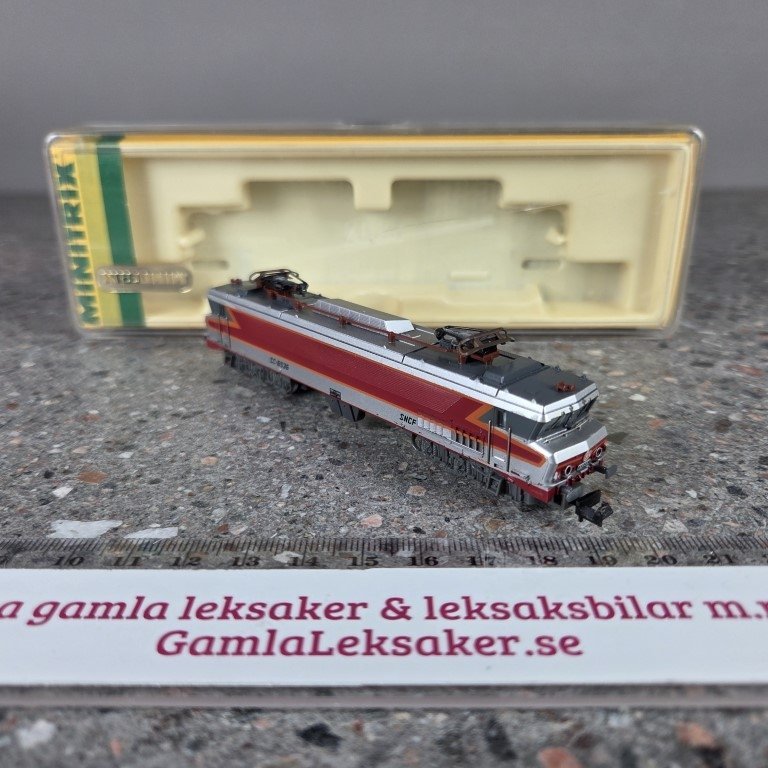 MINITRIX
SNCF
10 11 12 13 14 15 16 17 18 19 20 21
a gamla leksaker & leksaksbilar m.
GamlaLeksaker.se